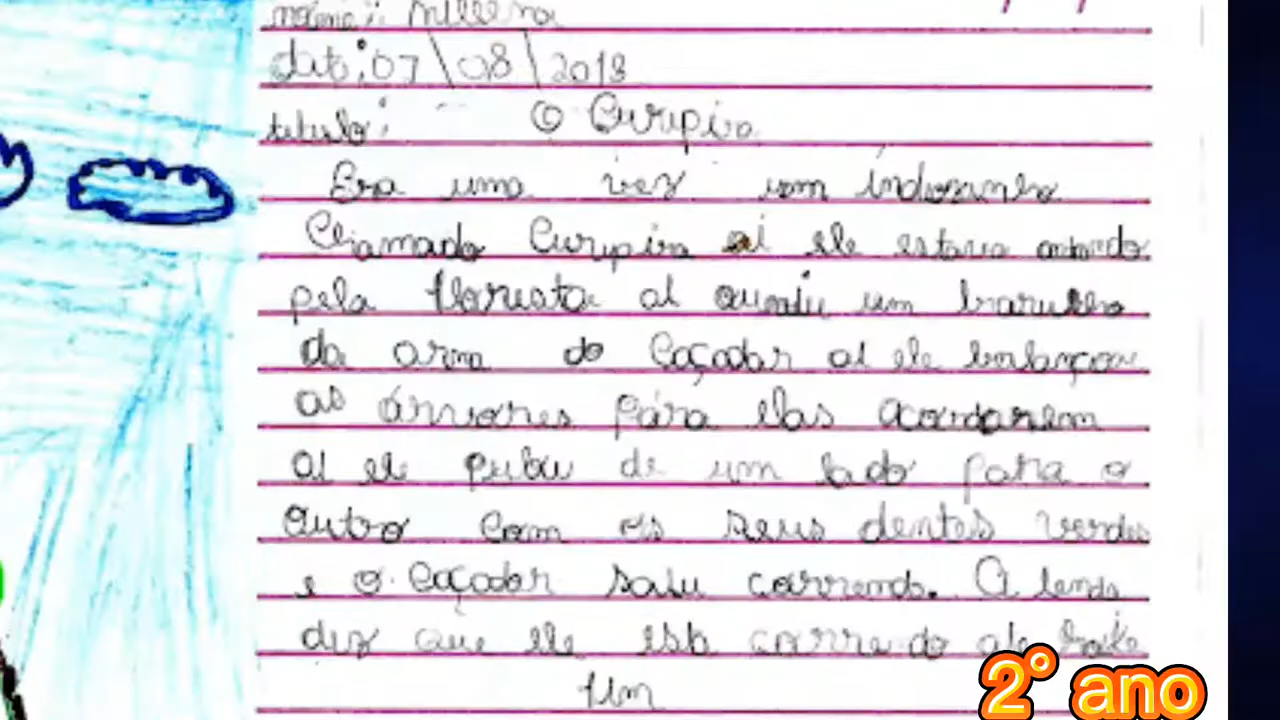 nome: Millena
data: 07/08/2018
titulo: O Curupira
Era uma vez um indiozinho
Chamado Curupira aí ele estava andando
pela floresta aí ouviu um barulho
da arma do Caçador aí ele balançou
as árvores para elas acordarem
aí ele pulou de um lado para o
outro com os seus dentes verdes
e o Caçador saiu correndo. A lenda
diz que ele está correndo até hoje
fim
2° ano